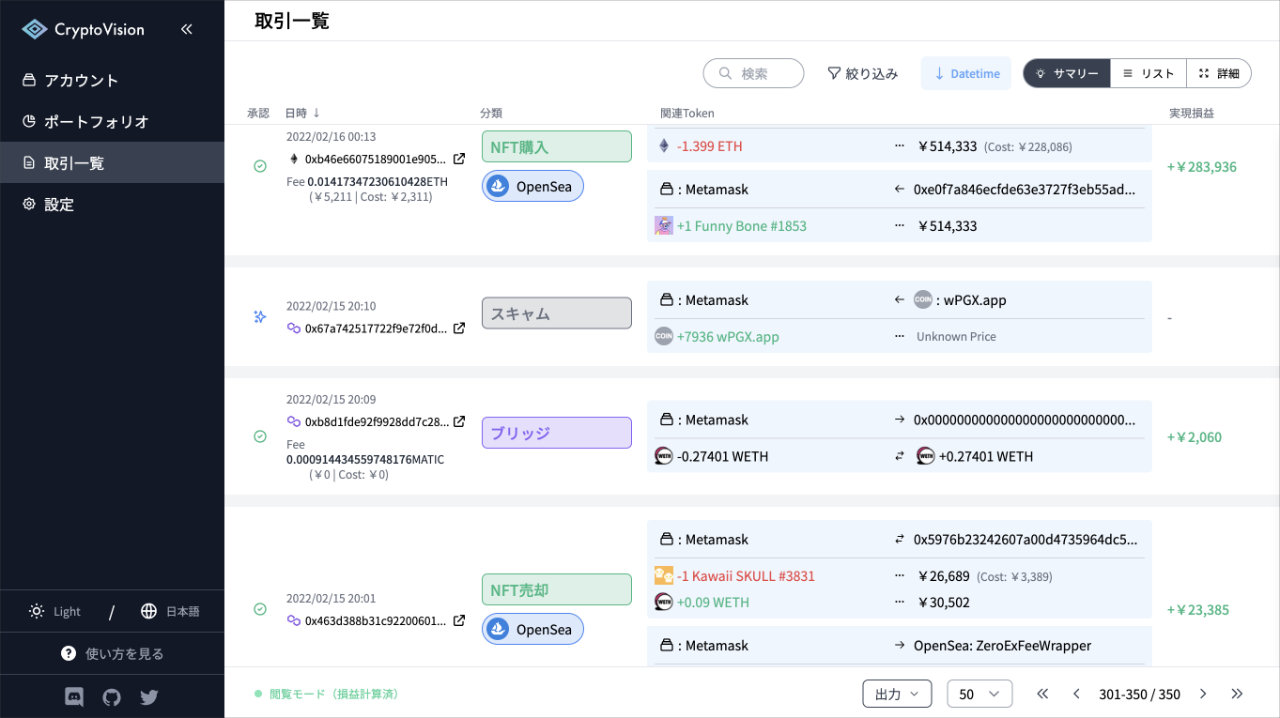 CryptoVision
アカウント
ポートフォリオ
取引一覧
設定
Light / 日本語
使い方を見る
取引一覧
検索
絞り込み
↓ Datetime
サマリー
リスト
詳細
承認 日時 ↓ 分類 関連Token 実現損益
2022/02/16 00:13
0xb46e66075189001e905...
Fee 0.01417347230610428ETH
(¥5,211 | Cost: ¥2,311)
NFT購入
OpenSea
-1.399 ETH ··· ¥514,333 (Cost: ¥228,086)
: Metamask ← 0xe0f7a846ecfde63e3727f3eb55ad...
+1 Funny Bone #1853 ··· ¥514,333
+¥283,936
2022/02/15 20:10
0x67a742517722f9e72f0d...
スキャム
: Metamask ← COIN : wPGX.app
COIN +7936 wPGX.app ··· Unknown Price
-
2022/02/15 20:09
0xb8d1fde92f9928dd7c28...
Fee
0.000914434559748176MATIC
(¥0 | Cost: ¥0)
ブリッジ
: Metamask → 0x000000000000000000000000000...
WETH -0.27401 WETH ⇄ WETH +0.27401 WETH
+¥2,060
2022/02/15 20:01
0x463d388b31c92200601...
NFT売却
OpenSea
: Metamask ⇄ 0x5976b23242607a00d4735964dc5...
-1 Kawaii SKULL #3831 ··· ¥26,689 (Cost: ¥3,389)
WETH +0.09 WETH ··· ¥30,502
: Metamask → OpenSea: ZeroExFeeWrapper
+¥23,385
閲覧モード（損益計算済）
出力
50
301-350 / 350